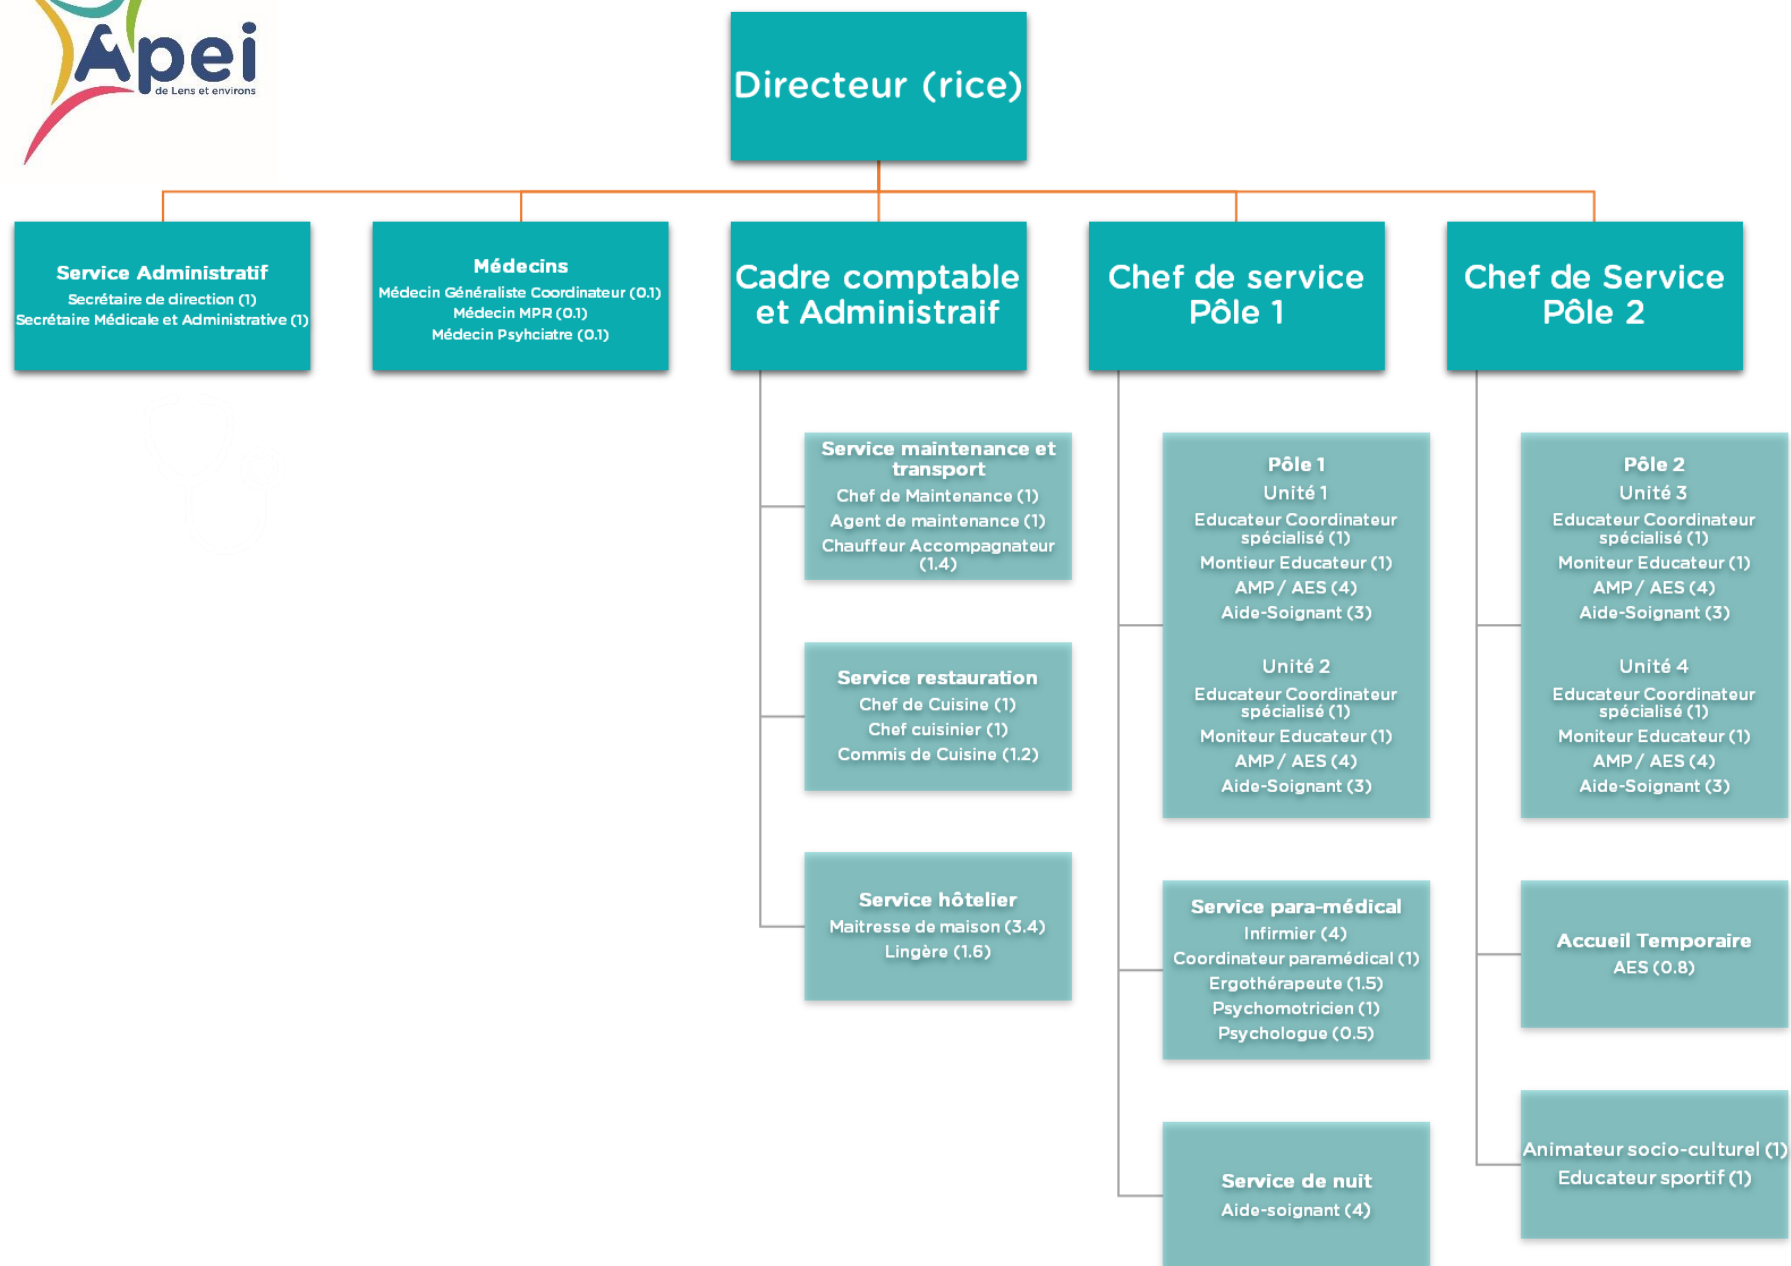 Apei
de Lens et environs
Directeur (rice)
Service Administratif
Secrétaire de direction (1)
Secrétaire Médicale et Administrative (1)
Médecins
Médecin Généraliste Coordinateur (0.1)
Médecin MPR (0.1)
Médecin Psyhciatre (0.1)
Cadre comptable
et Administraif
Chef de service
Pôle 1
Chef de Service
Pôle 2
Service maintenance et
transport
Chef de Maintenance (1)
Agent de maintenance (1)
Chauffeur Accompagnateur
(1.4)
Service restauration
Chef de Cuisine (1)
Chef cuisinier (1)
Commis de Cuisine (1.2)
Service hôtelier
Maitresse de maison (3.4)
Lingère (1.6)
Pôle 1
Unité 1
Educateur Coordinateur
spécialisé (1)
Montieur Educateur (1)
AMP / AES (4)
Aide-Soignant (3)
Unité 2
Educateur Coordinateur
spécialisé (1)
Moniteur Educateur (1)
AMP / AES (4)
Aide-Soignant (3)
Service para-médical
Infirmier (4)
Coordinateur paramédical (1)
Ergothérapeute (1.5)
Psychomotricien (1)
Psychologue (0.5)
Service de nuit
Aide-soignant (4)
Pôle 2
Unité 3
Educateur Coordinateur
spécialisé (1)
Moniteur Educateur (1)
AMP / AES (4)
Aide-Soignant (3)
Unité 4
Educateur Coordinateur
spécialisé (1)
Moniteur Educateur (1)
AMP / AES (4)
Aide-Soignant (3)
Accueil Temporaire
AES (0.8)
Animateur socio-culturel (1)
Educateur sportif (1)